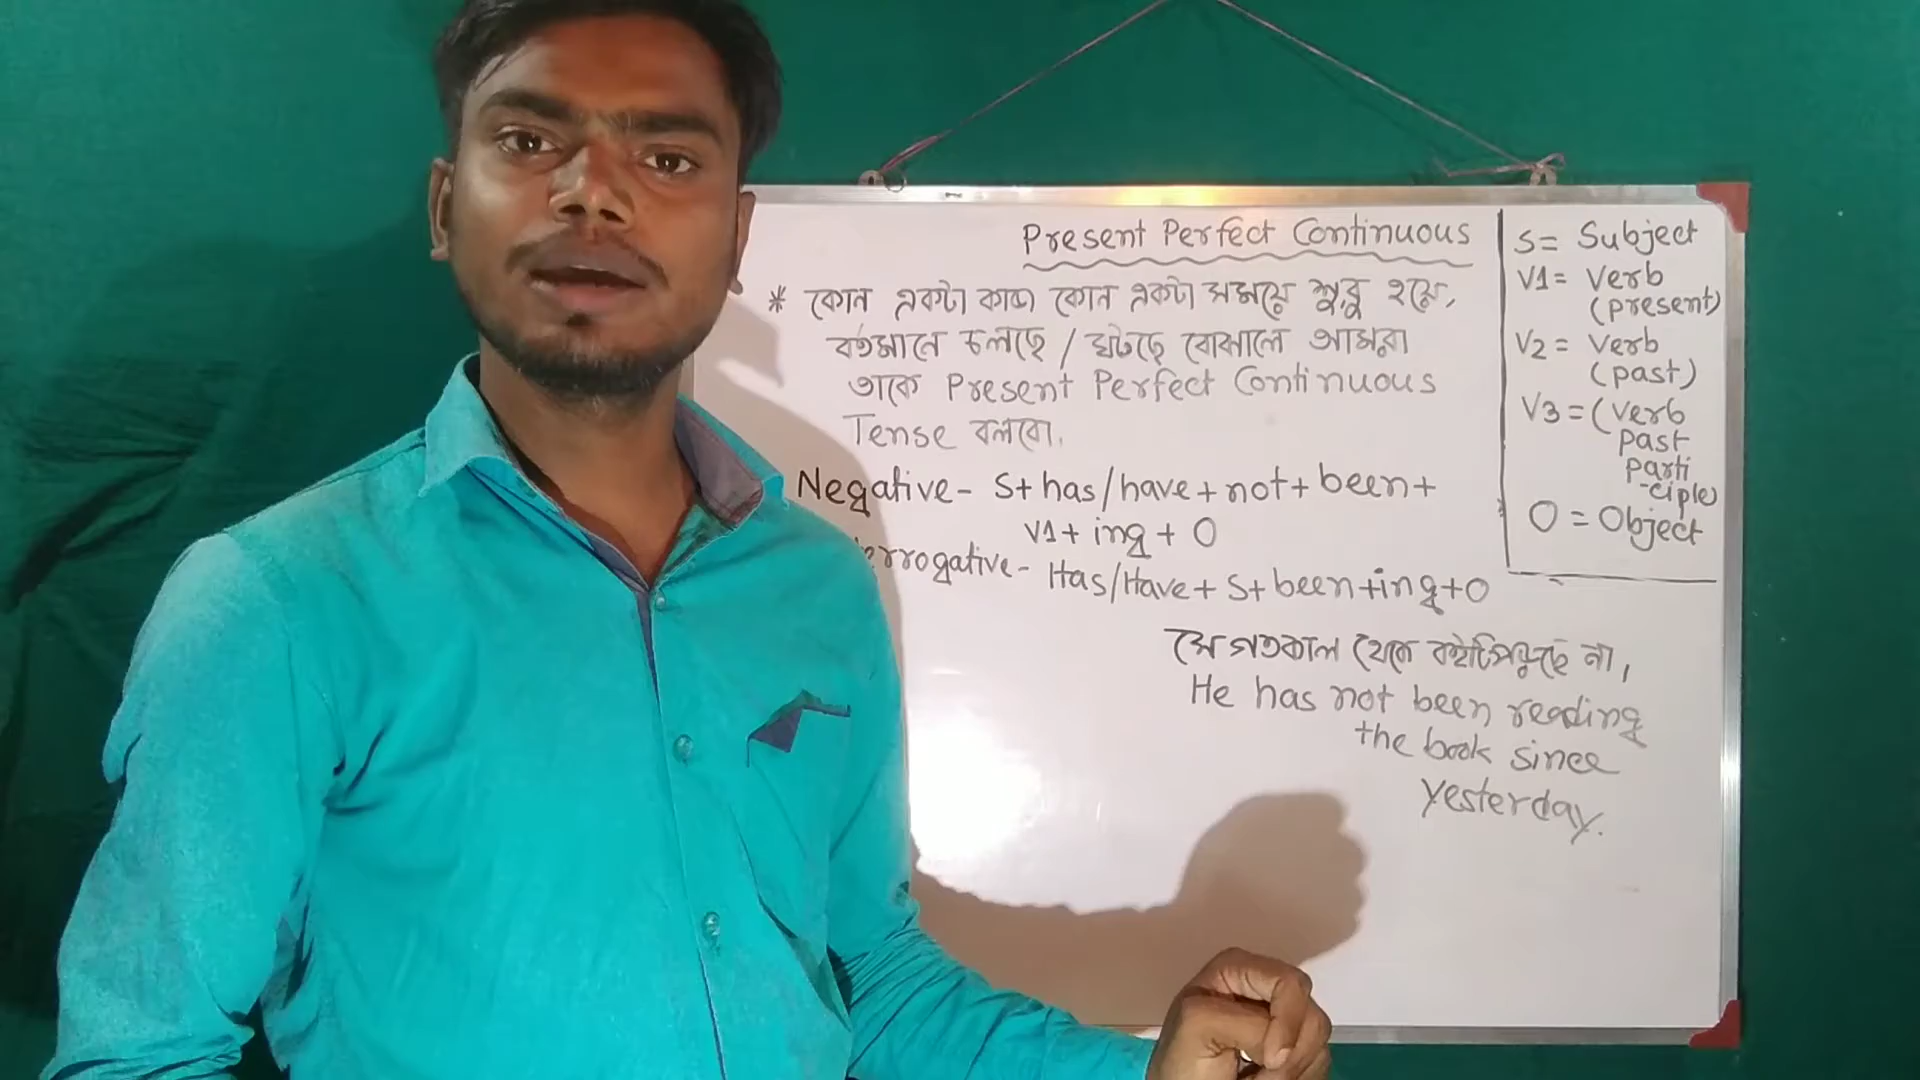 Present Perfect Continuous
* কোন একটা কাজ কোন একটা সময়ে শুরু হয়ে,
বর্তমানে চলছে / ঘটছে বোঝালে আমরা
তাকে Present Perfect Continuous
Tense বলবো.
Negative- S+ has/have+not+been+
V1+ ing + O
errogative- Has/Have+ S+ been+ing+O
সে গতকাল থেকে বইটি পড়ছে না,
He has not been reading
the book since
yesterday.
S= Subject
V1= Verb
(present)
V2= Verb
(past)
V3=(Verb
past
parti
-ciple)
O = Object